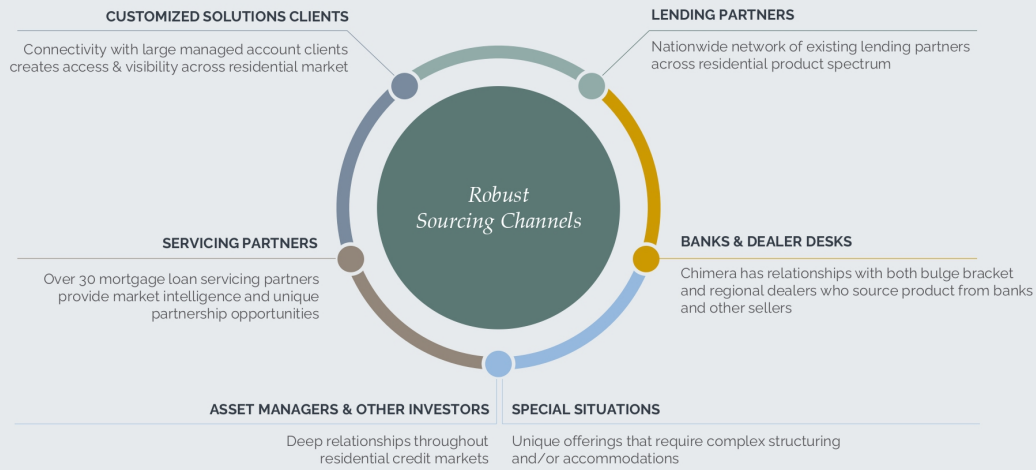 CUSTOMIZED SOLUTIONS CLIENTS
Connectivity with large managed account clients
creates access & visibility across residential market
LENDING PARTNERS
Nationwide network of existing lending partners
across residential product spectrum
Robust
Sourcing Channels
SERVICING PARTNERS
Over 30 mortgage loan servicing partners
provide market intelligence and unique
partnership opportunities
BANKS & DEALER DESKS
Chimera has relationships with both bulge bracket
and regional dealers who source product from banks
and other sellers
ASSET MANAGERS & OTHER INVESTORS
Deep relationships throughout
residential credit markets
SPECIAL SITUATIONS
Unique offerings that require complex structuring
and/or accommodations